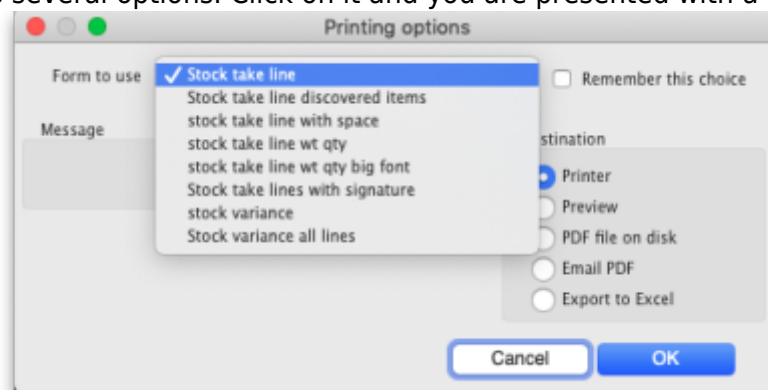 several options. Click on it and you are presented with a
Printing options
Form to use
Stock take line
Stock take line discovered items
stock take line with space
stock take line wt qty
stock take line wt qty big font
Stock take lines with signature
stock variance
Stock variance all lines
Remember this choice
Message
stination
Printer
Preview
PDF file on disk
Email PDF
Export to Excel
Cancel
OK